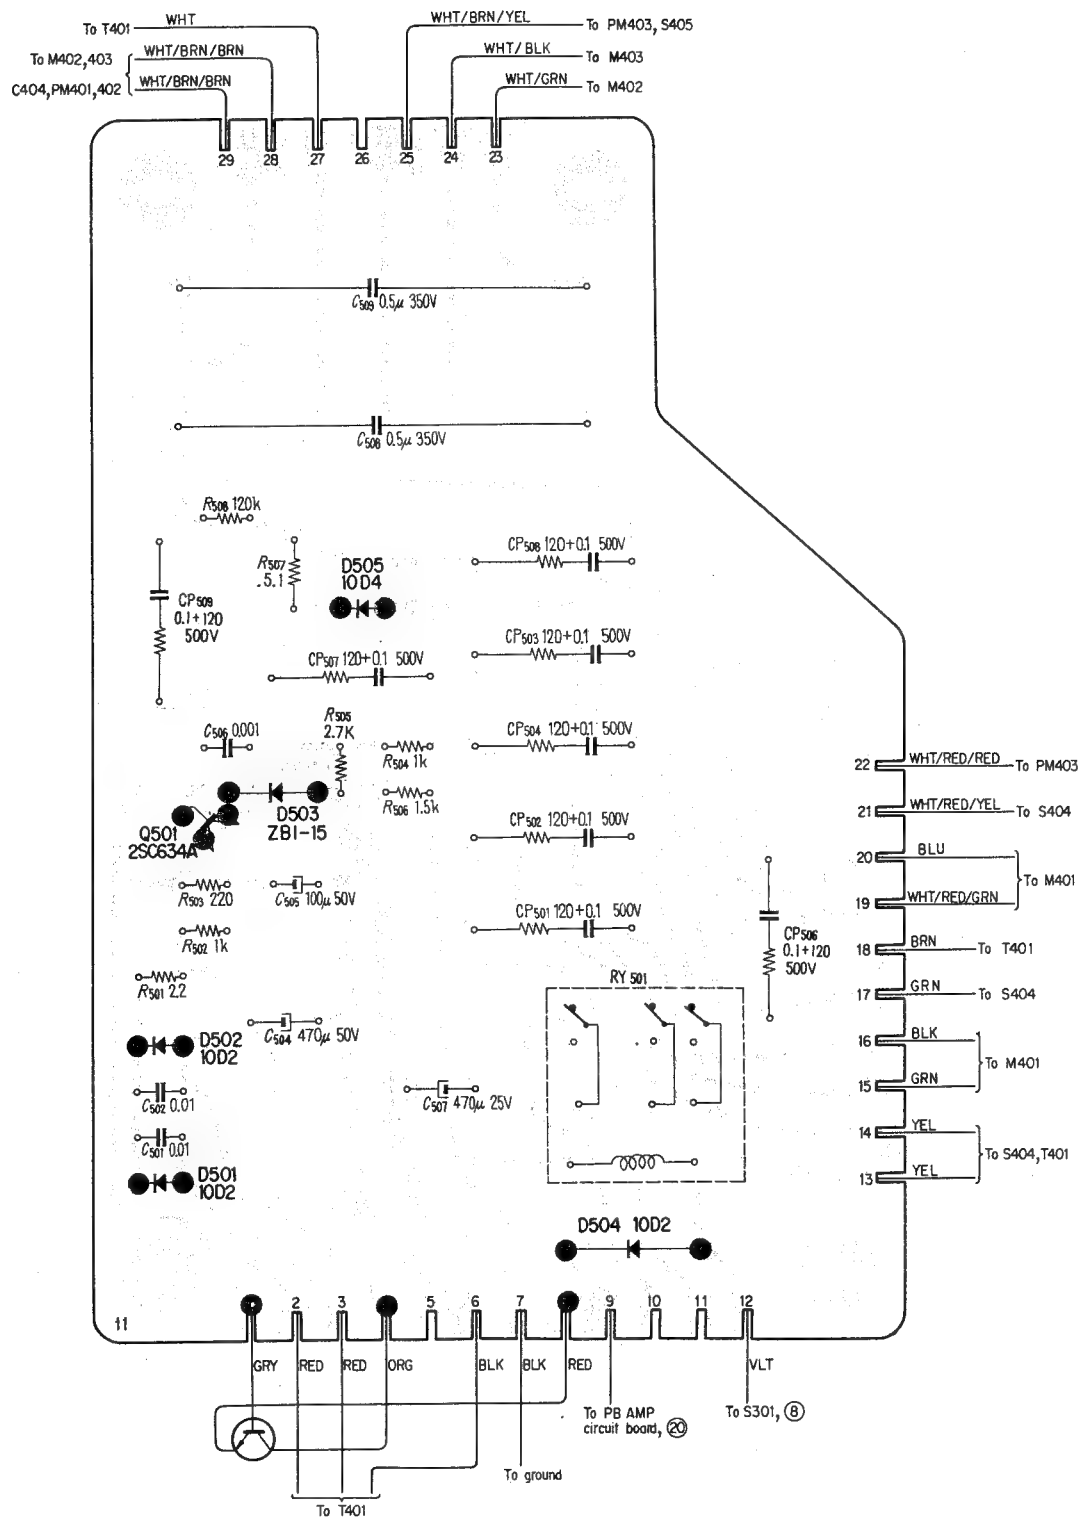 To T401 WHT
WHT/BRN/YEL To PM403, S405
To M402,403 WHT/BRN/BRN
WHT/BLK To M403
C404,PM401,402 WHT/BRN/BRN
WHT/GRN To M402
29 28 27 26 25 24 23
C509 0.5μ 350V
C508 0.5μ 350V
R508 120k
R507
.5.1
D505
10D4
CP508 120+0.1 500V
CP509
0.1+120
500V
CP503 120+0.1 500V
CP507 120+0.1 500V
R505
2.7K
C506 0.001
CP504 120+0.1 500V
R504 1k
22 WHT/RED/RED To PM403
R506 1.5k
D503
ZB1-15
Q501
2SC634A
21 WHT/RED/YEL To S404
CP502 120+0.1 500V
20 BLU
To M401
19 WHT/RED/GRN
R503 220
C505 100μ 50V
CP501 120+0.1 500V
R502 1k
CP506
0.1+120
500V
18 BRN To T401
R501 2.2
RY 501
17 GRN To S404
C504 470μ 50V
D502
10D2
16 BLK
To M401
15 GRN
C502 0.01
C507 470μ 25V
14 YEL
C501 0.01
To S404,T401
13 YEL
D501
10D2
D504 10D2
11
2 3 5 6 7 9 10 11 12
GRY RED RED ORG BLK BLK RED VLT
To PB AMP
circuit board, 20
To S301, 8
To ground
To T401